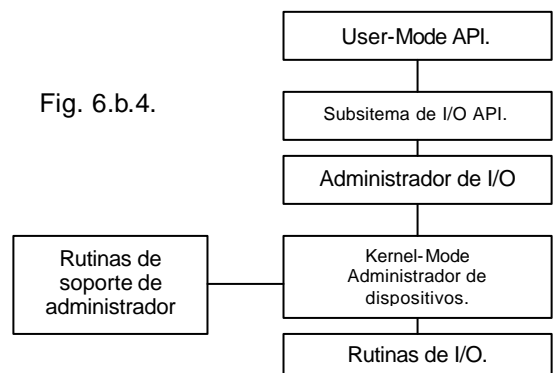 User-Mode API.
Fig. 6.b.4.
Subsitema de I/O API.
Administrador de I/O
Rutinas de
soporte de
administrador
Kernel-Mode
Administrador de
dispositivos.
Rutinas de I/O.